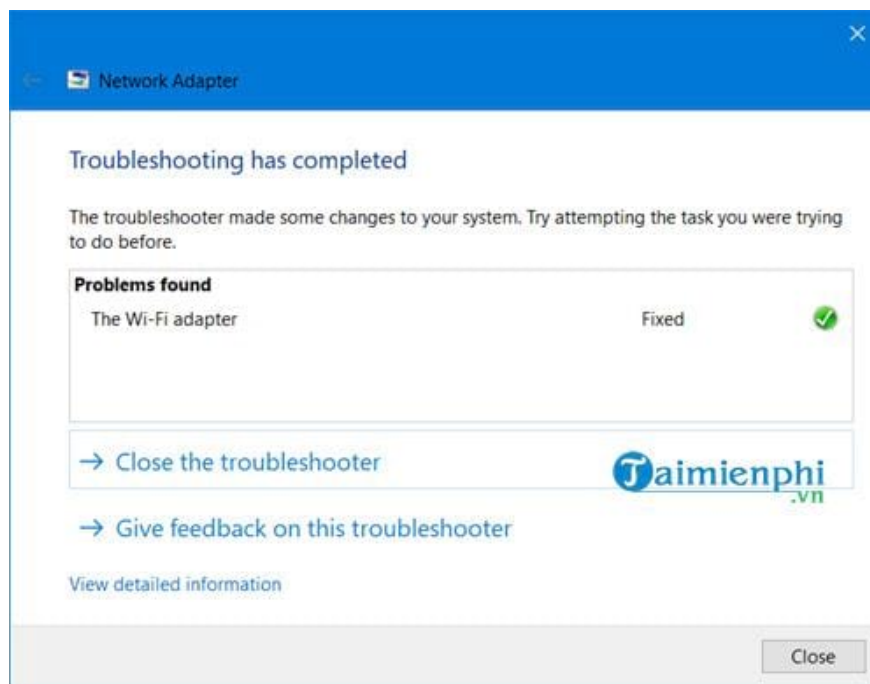 Network Adapter
Troubleshooting has completed
The troubleshooter made some changes to your system. Try attempting the task you were trying
to do before.
Problems found
The Wi-Fi adapter Fixed
→ Close the troubleshooter
Taimienphi
.vn
→ Give feedback on this troubleshooter
View detailed information
Close